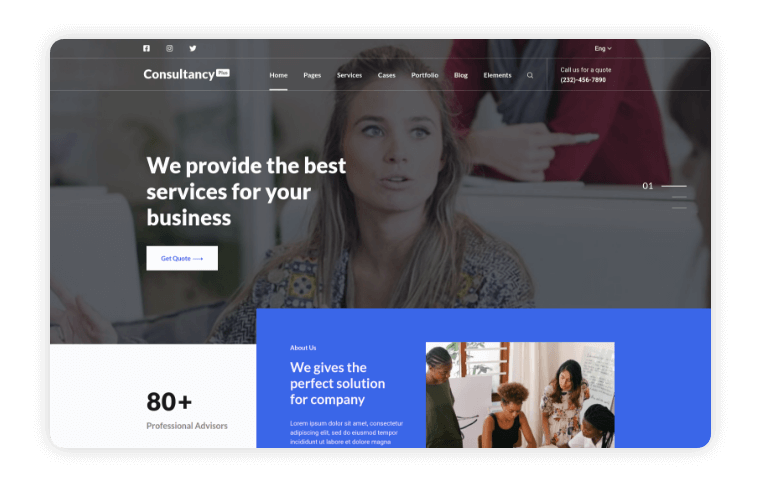 Eng
Consultancy Plus
Home Pages Services Cases Portfolio Blog Elements
Call us for a quote
(232)-456-7890
We provide the best
services for your
business
01
Get Quote ⟶
About Us
We gives the
perfect solution
for company
80+
Professional Advisors
Lorem ipsum dolor sit amet, consectetur
adipiscing elit, sed do eiusmod tempor
incididunt ut labore et dolore magna